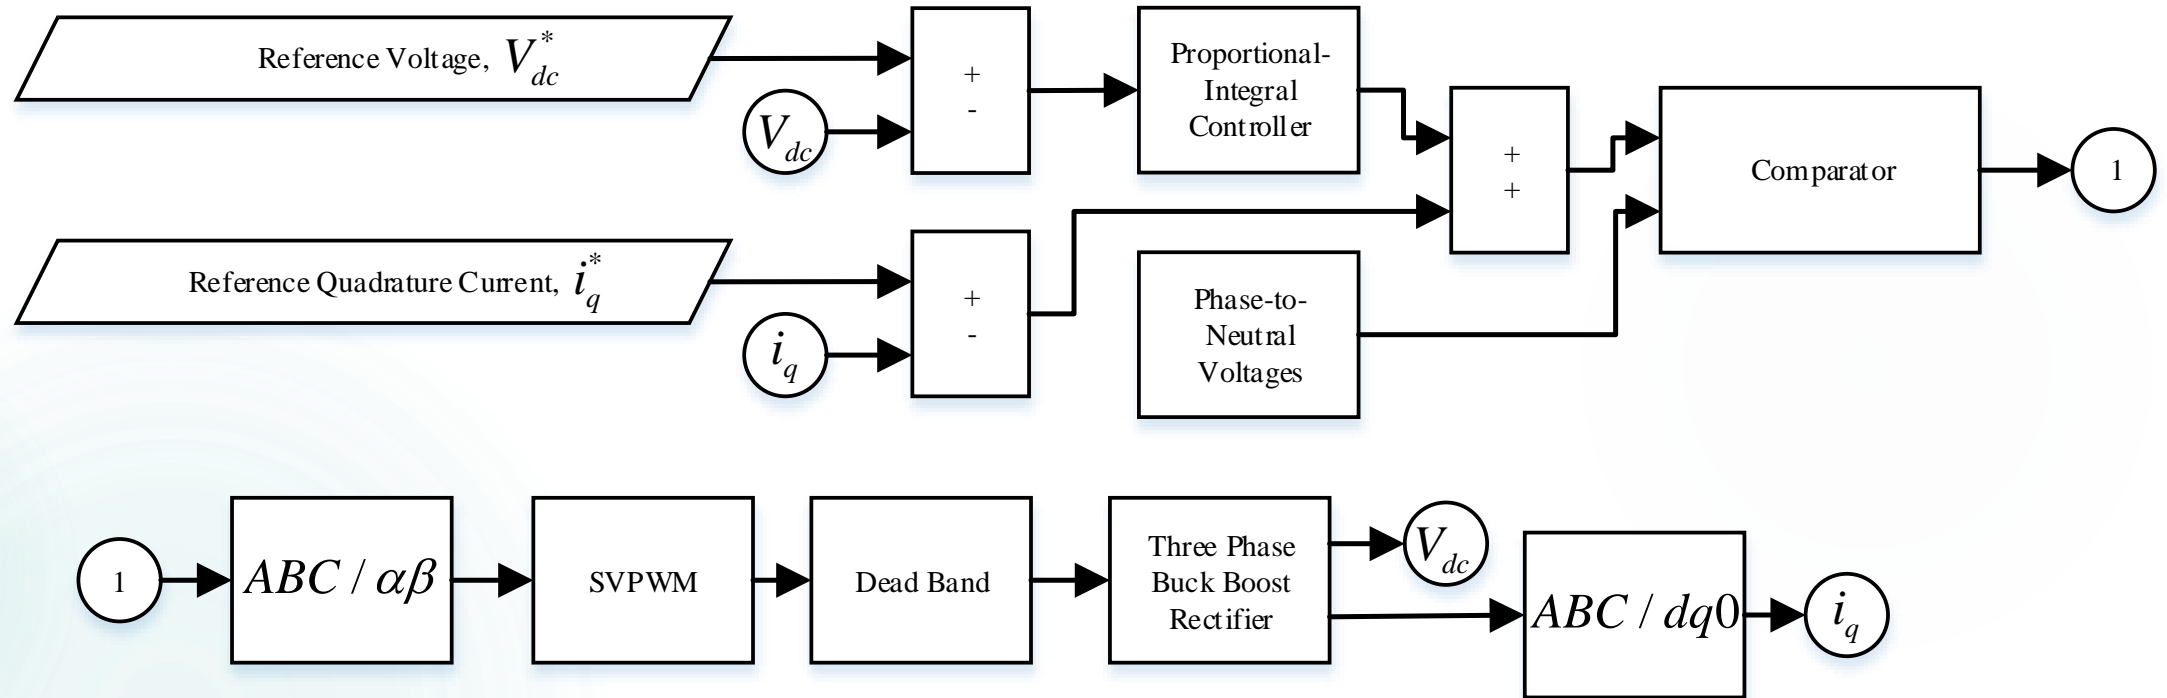 Reference Voltage, V*dc
Vdc
+
-
Proportional-
Integral
Controller
+
+
Comparator
1
Reference Quadrature Current, i*q
iq
+
-
Phase-to-
Neutral
Voltages
1
ABC / αβ
SVPWM
Dead Band
Three Phase
Buck Boost
Rectifier
Vdc
ABC / dq0
iq